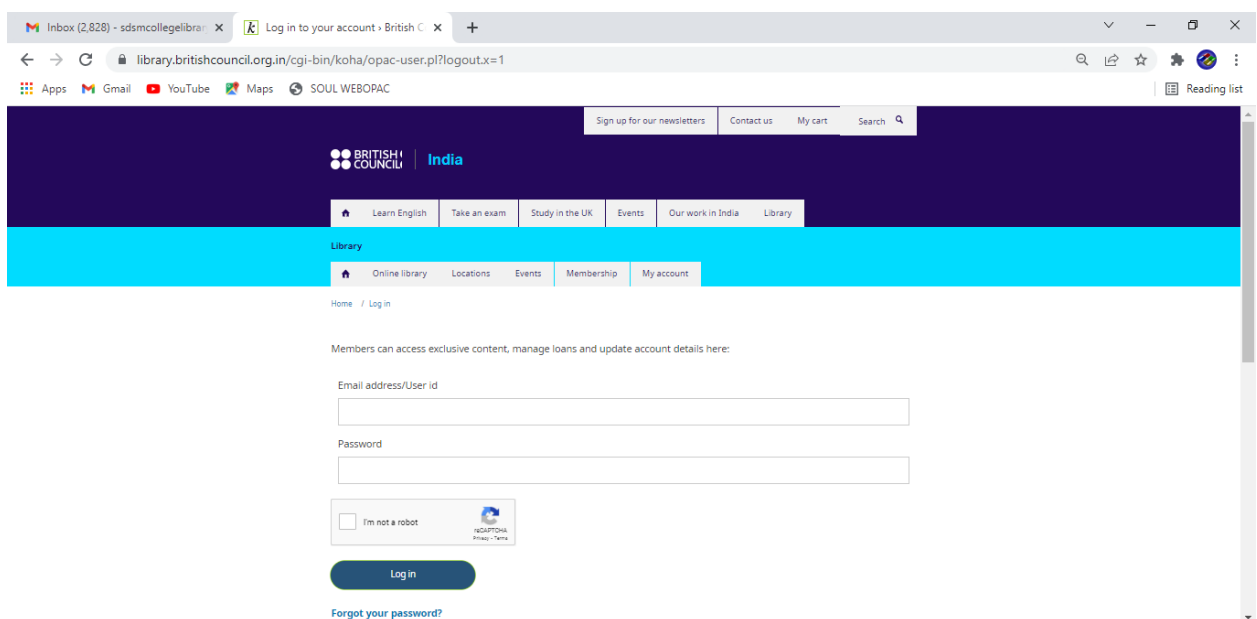 Inbox (2,828) - sdsmcollegelibrar
Log in to your account › British C
library.britishcouncil.org.in/cgi-bin/koha/opac-user.pl?logout.x=1
Apps Gmail YouTube Maps SOUL WEBOPAC Reading list
Sign up for our newsletters Contact us My cart Search
BRITISH
COUNCIL
India
Learn English Take an exam Study in the UK Events Our work in India Library
Library
Online library Locations Events Membership My account
Home / Log in
Members can access exclusive content, manage loans and update account details here:
Email address/User id
Password
I'm not a robot
reCAPTCHA
Privacy - Terms
Log in
Forgot your password?